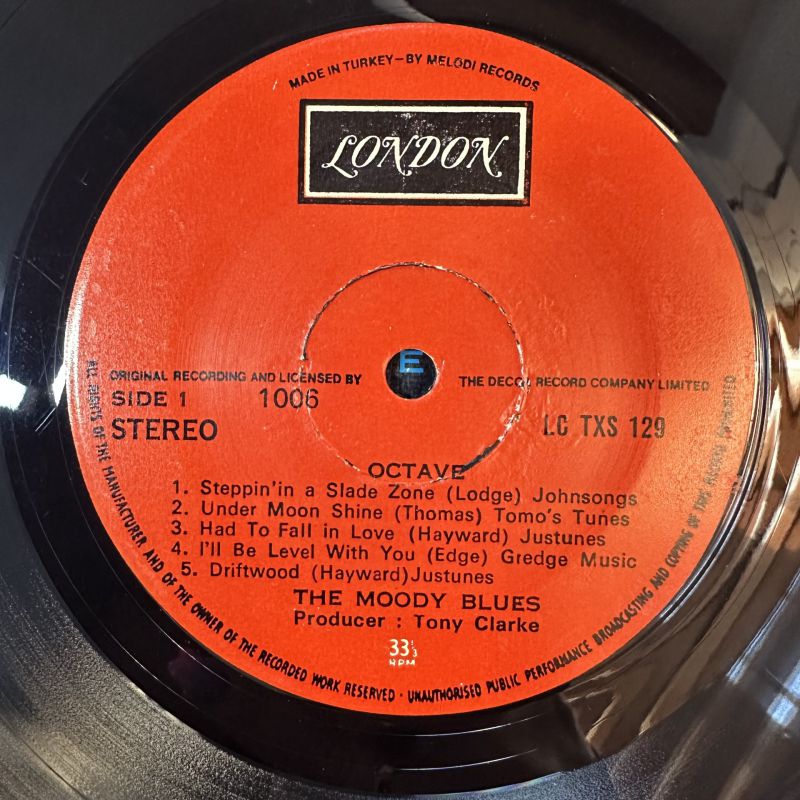 MADE IN TURKEY—BY MELODI RECORDS
LONDON
E
ORIGINAL RECORDING AND LICENSED BY THE DECCA RECORD COMPANY LIMITED
SIDE 1 1006
STEREO LC TXS 129
OCTAVE
1. Steppin'in a Slade Zone (Lodge) Johnsongs
2. Under Moon Shine (Thomas) Tomo's Tunes
3. Had To Fall in Love (Hayward) Justunes
4. I'll Be Level With You (Edge) Gredge Music
5. Driftwood (Hayward)Justunes
THE MOODY BLUES
Producer : Tony Clarke
33⅓
RPM
ALL RIGHTS OF THE MANUFACTURER AND OF THE OWNER OF THE RECORDED WORK RESERVED · UNAUTHORISED PUBLIC PERFORMANCE BROADCASTING AND COPYING OF THIS RECORD PROHIBITED